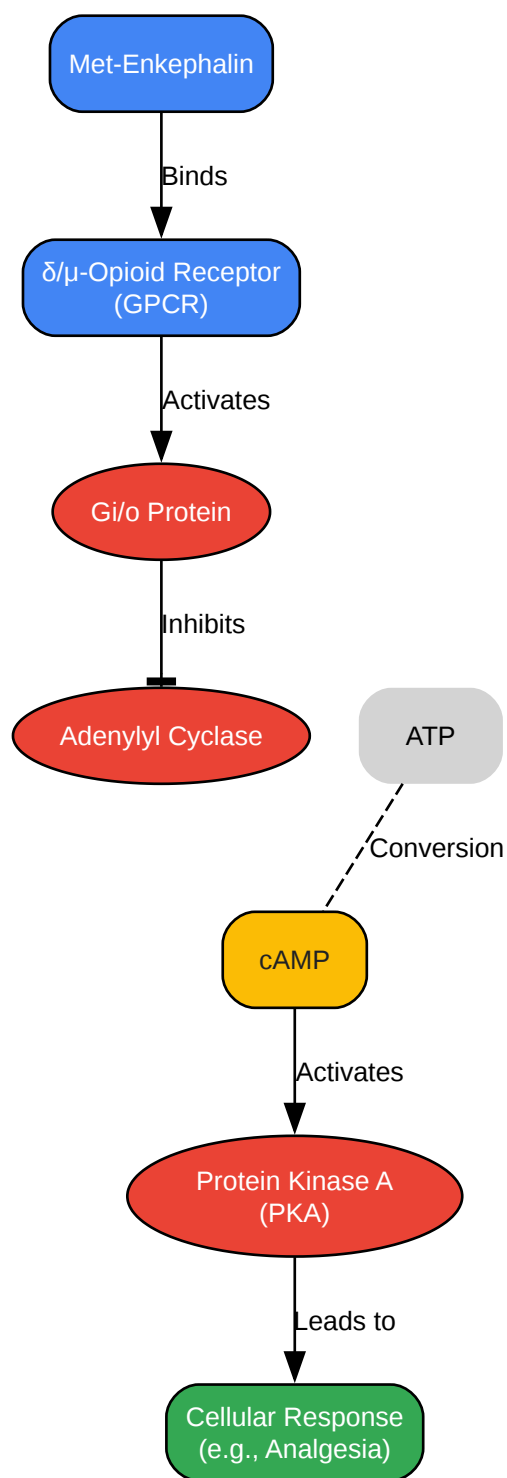 Met-Enkephalin
Binds
δ/μ-Opioid Receptor
(GPCR)
Activates
Gi/o Protein
Inhibits
Adenylyl Cyclase
ATP
Conversion
cAMP
Activates
Protein Kinase A
(PKA)
Leads to
Cellular Response
(e.g., Analgesia)